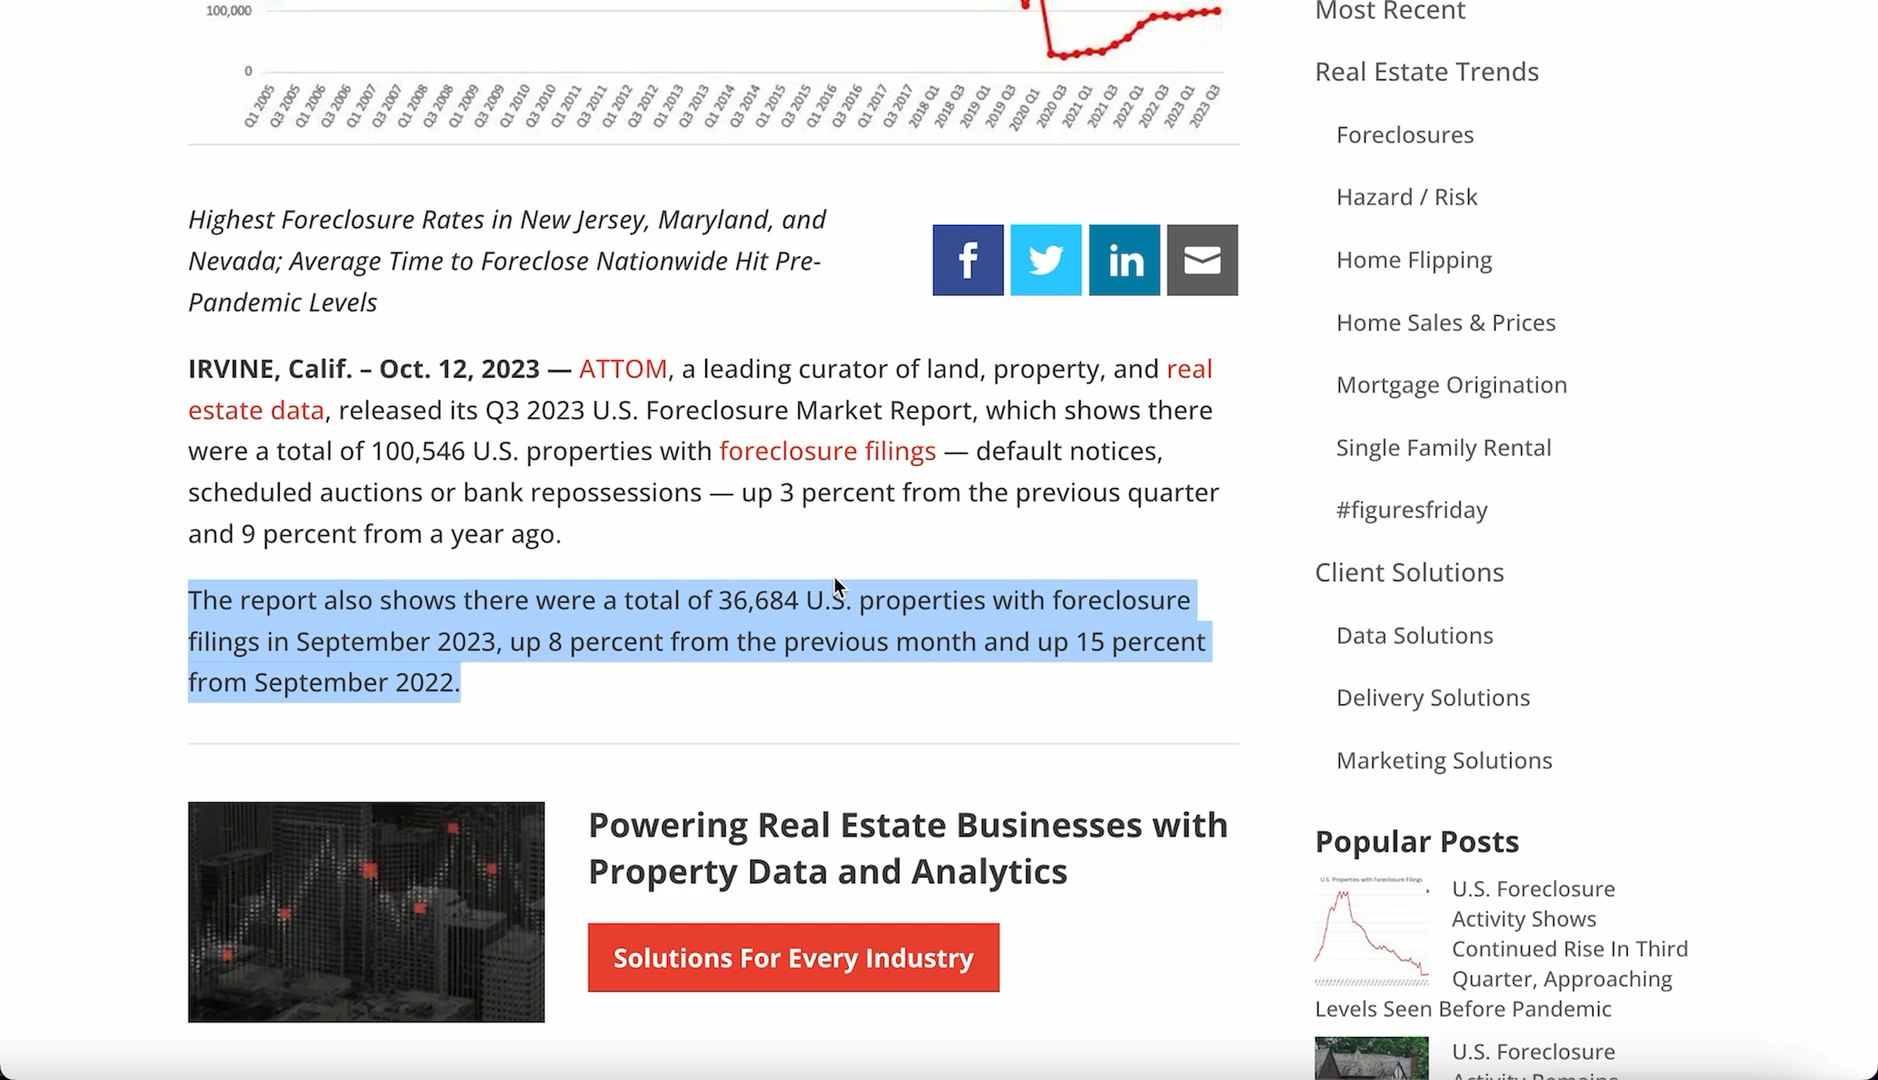 100,000
0
Q1 2005
Q3 2005
Q1 2006
Q3 2006
Q1 2007
Q3 2007
Q1 2008
Q3 2008
Q1 2009
Q3 2009
Q1 2010
Q3 2010
Q1 2011
Q3 2011
Q1 2012
Q3 2012
Q1 2013
Q3 2013
Q1 2014
Q3 2014
Q1 2015
Q3 2015
Q1 2016
Q3 2016
Q1 2017
Q3 2017
2018 Q1
2018 Q3
2019 Q1
2019 Q3
2020 Q1
2020 Q3
2021 Q1
2021 Q3
2022 Q1
2022 Q3
2023 Q1
2023 Q3
Highest Foreclosure Rates in New Jersey, Maryland, and
Nevada; Average Time to Foreclose Nationwide Hit Pre-
Pandemic Levels
f
in
IRVINE, Calif. – Oct. 12, 2023 — ATTOM, a leading curator of land, property, and real
estate data, released its Q3 2023 U.S. Foreclosure Market Report, which shows there
were a total of 100,546 U.S. properties with foreclosure filings — default notices,
scheduled auctions or bank repossessions — up 3 percent from the previous quarter
and 9 percent from a year ago.
The report also shows there were a total of 36,684 U.S. properties with foreclosure
filings in September 2023, up 8 percent from the previous month and up 15 percent
from September 2022.
Powering Real Estate Businesses with
Property Data and Analytics
Solutions For Every Industry
Most Recent
Real Estate Trends
Foreclosures
Hazard / Risk
Home Flipping
Home Sales & Prices
Mortgage Origination
Single Family Rental
#figuresfriday
Client Solutions
Data Solutions
Delivery Solutions
Marketing Solutions
Popular Posts
U.S. Properties with Foreclosure Filings
U.S. Foreclosure
Activity Shows
Continued Rise In Third
Quarter, Approaching
Levels Seen Before Pandemic
U.S. Foreclosure
Activity Remains